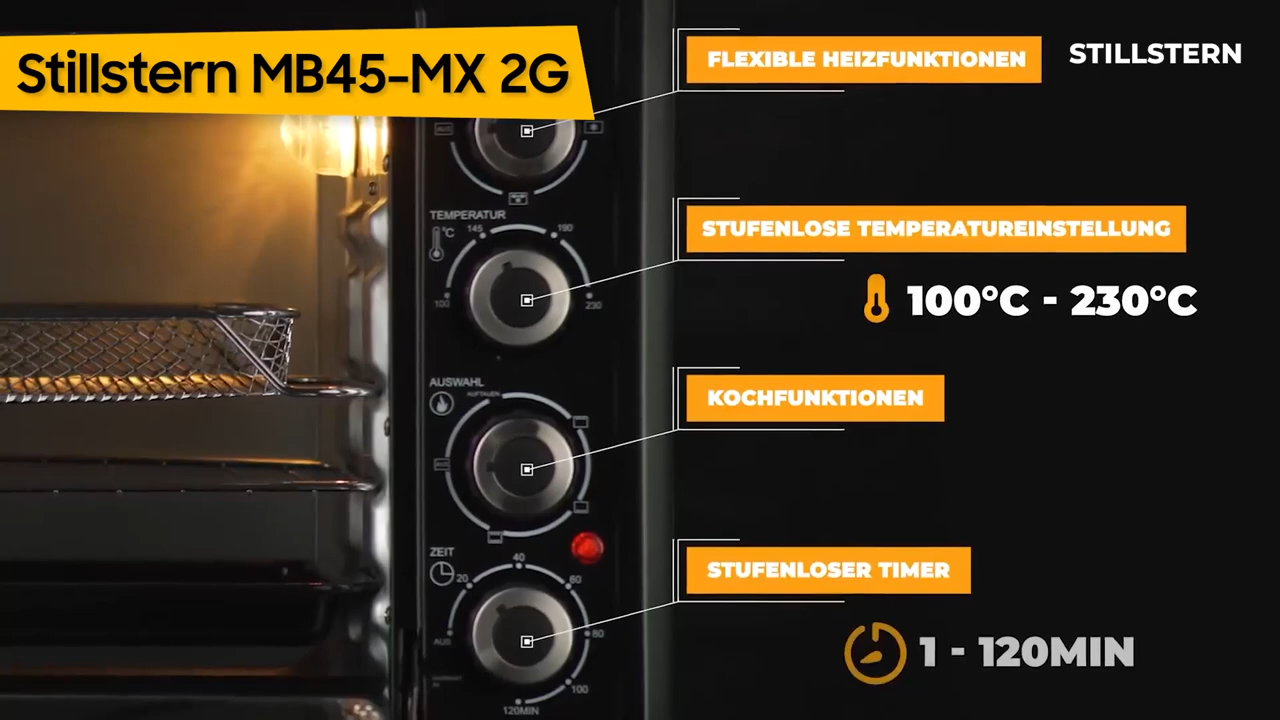 Stillstern MB45-MX 2G
FLEXIBLE HEIZFUNKTIONEN
STILLSTERN
TEMPERATUR
°C
145
190
100
230
STUFENLOSE TEMPERATUREINSTELLUNG
100°C - 230°C
AUSWAHL
AUFTAUEN
KOCHFUNKTIONEN
ZEIT
20
40
60
AUS
80
100
120MIN
STUFENLOSER TIMER
1 - 120MIN